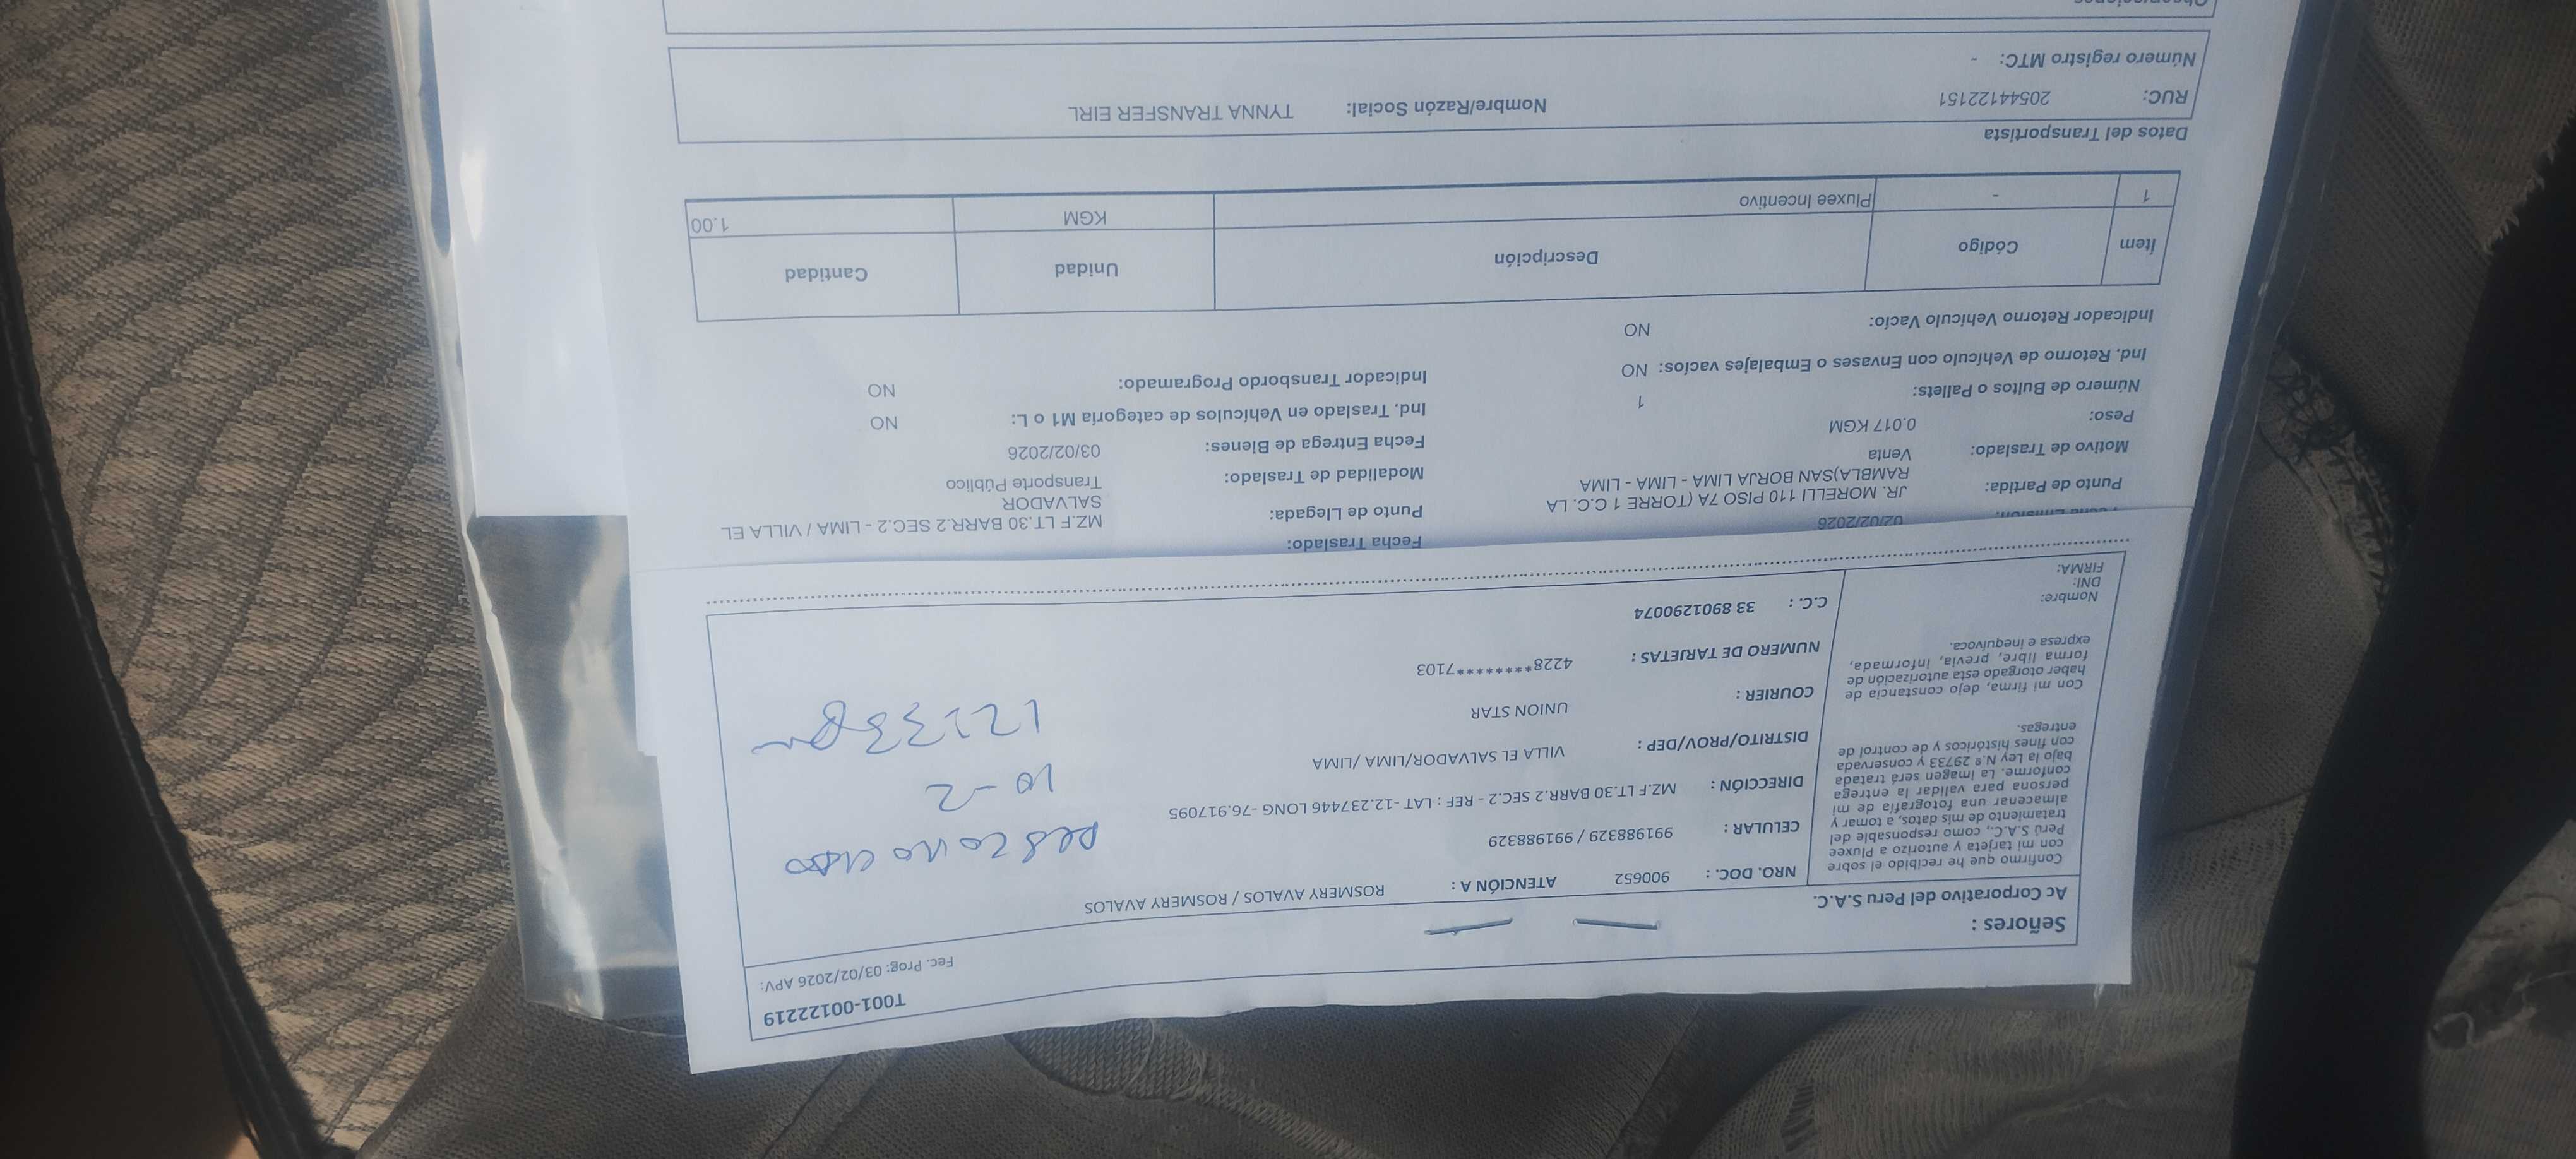 T001-00122219
Fec. Prog: 03/02/2026 APV:
Señores :
Ac Corporativo del Peru S.A.C.
Confirmo que he recibido el sobre
con mi tarjeta y autorizo a Pluxee
Perú S.A.C., como responsable del
tratamiento de mis datos, a tomar y
almacenar una fotografía de mi
persona para validar la entrega
conforme. La imagen será tratada
bajo la Ley N.º 29733 y conservada
con fines históricos y de control de
entregas.
Con mi firma, dejo constancia de
haber otorgado esta autorización de
forma libre, previa, informada,
expresa e inequívoca.
Nombre:
DNI:
FIRMA:
NRO. DOC. : 900652 ATENCIÓN A : ROSMERY AVALOS / ROSMERY AVALOS
CELULAR : 991988329 / 991988329
DIRECCIÓN : MZ.F LT.30 BARR.2 SEC.2 - REF : LAT -12.237446 LONG -76.917095
DISTRITO/PROV/DEP : VILLA EL SALVADOR/LIMA /LIMA
COURIER : UNION STAR
NUMERO DE TARJETAS : 4228*********7103
C.C. : 33 8901290074
10-2
02/02/2026 Fecha Traslado:
Punto de Partida: JR. MORELLI 110 PISO 7A (TORRE 1 C.C. LA
RAMBLA)SAN BORJA LIMA - LIMA - LIMA
Punto de Llegada: MZ.F LT.30 BARR.2 SEC.2 - LIMA / VILLA EL
SALVADOR
Motivo de Traslado: Venta Modalidad de Traslado: Transporte Público
Peso: 0.017 KGM Fecha Entrega de Bienes: 03/02/2026
Número de Bultos o Pallets: 1 Ind. Traslado en Vehículos de categoría M1 o L: NO
Ind. Retorno de Vehículo con Envases o Embalajes vacíos: NO Indicador Transbordo Programado: NO
Indicador Retorno Vehículo Vacío: NO
Ítem Código Descripción Unidad Cantidad
1 - Pluxee Incentivo KGM 1.00
Datos del Transportista
RUC: 20544122151 Nombre/Razón Social: TYNNA TRANSFER EIRL
Número registro MTC: -